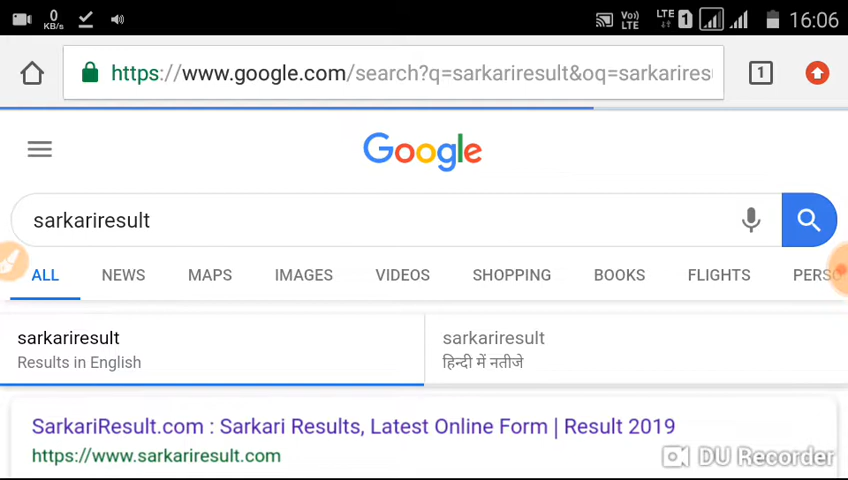 0 KB/s Vo)) LTE LTE 1 16:06
https://www.google.com/search?q=sarkariresult&oq=sarkarires 1
Google
sarkariresult
ALL NEWS MAPS IMAGES VIDEOS SHOPPING BOOKS FLIGHTS PERSO
sarkariresult sarkariresult
Results in English हिन्दी में नतीजे
SarkariResult.com : Sarkari Results, Latest Online Form | Result 2019
https://www.sarkariresult.com
DU Recorder